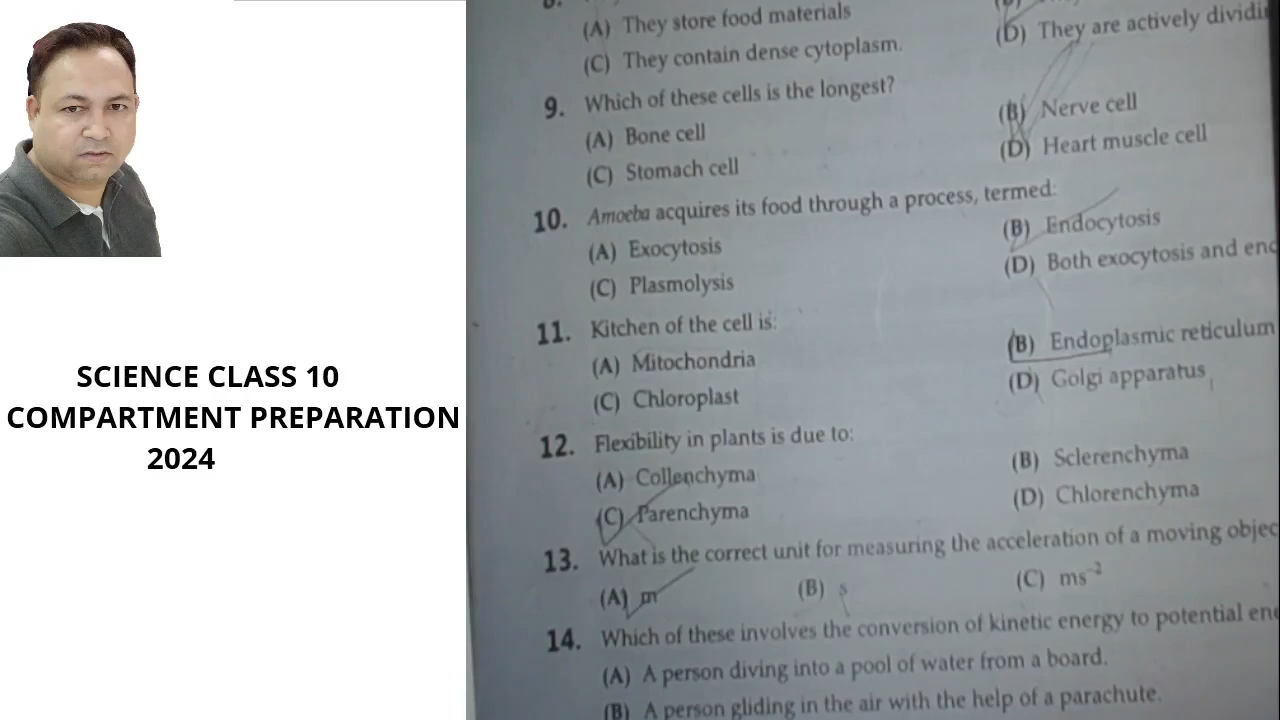 SCIENCE CLASS 10
COMPARTMENT PREPARATION
2024
8.
(A) They store food materials
(C) They contain dense cytoplasm.
(D) They are actively
9. Which of these cells is the longest?
(A) Bone cell
(B) Nerve cell
(C) Stomach cell
(D) Heart muscle cell
10. Amoeba acquires its food through a process, termed:
(A) Exocytosis
(B) Endocytosis
(C) Plasmolysis
(D) Both exocytosis and
11. Kitchen of the cell is:
(A) Mitochondria
(B) Endoplasmic reticulum
(C) Chloroplast
(D) Golgi apparatus
12. Flexibility in plants is due to:
(A) Collenchyma
(B) Sclerenchyma
(C) Parenchyma
(D) Chlorenchyma
13. What is the correct unit for measuring the acceleration of a moving
(A) m
(B) s
(C) ms⁻²
14. Which of these involves the conversion of kinetic energy to potential
(A) A person diving into a pool of water from a board.
(B) A person gliding in the air with the help of a parachute.